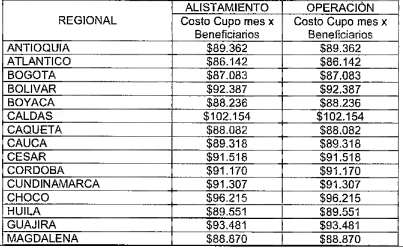 REGIONAL ALISTAMIENTO OPERACIÓN
Costo Cupo mes x Beneficiarios Costo Cupo mes x Beneficiarios
ANTIOQUIA $89.362 $89.362
ATLANTICO $86.142 $86.142
BOGOTA $87.083 $87.083
BOLIVAR $92.387 $92.387
BOYACA $88.236 $88.236
CALDAS $102.154 $102.154
CAQUETA $88.082 $88.082
CAUCA $89.318 $89.318
CESAR $91.518 $91.518
CORDOBA $91.170 $91.170
CUNDINAMARCA $91.307 $91.307
CHOCO $96.215 $96.215
HUILA $89.551 $89.551
GUAJIRA $93.481 $93.481
MAGDALENA $88.870 $88.870